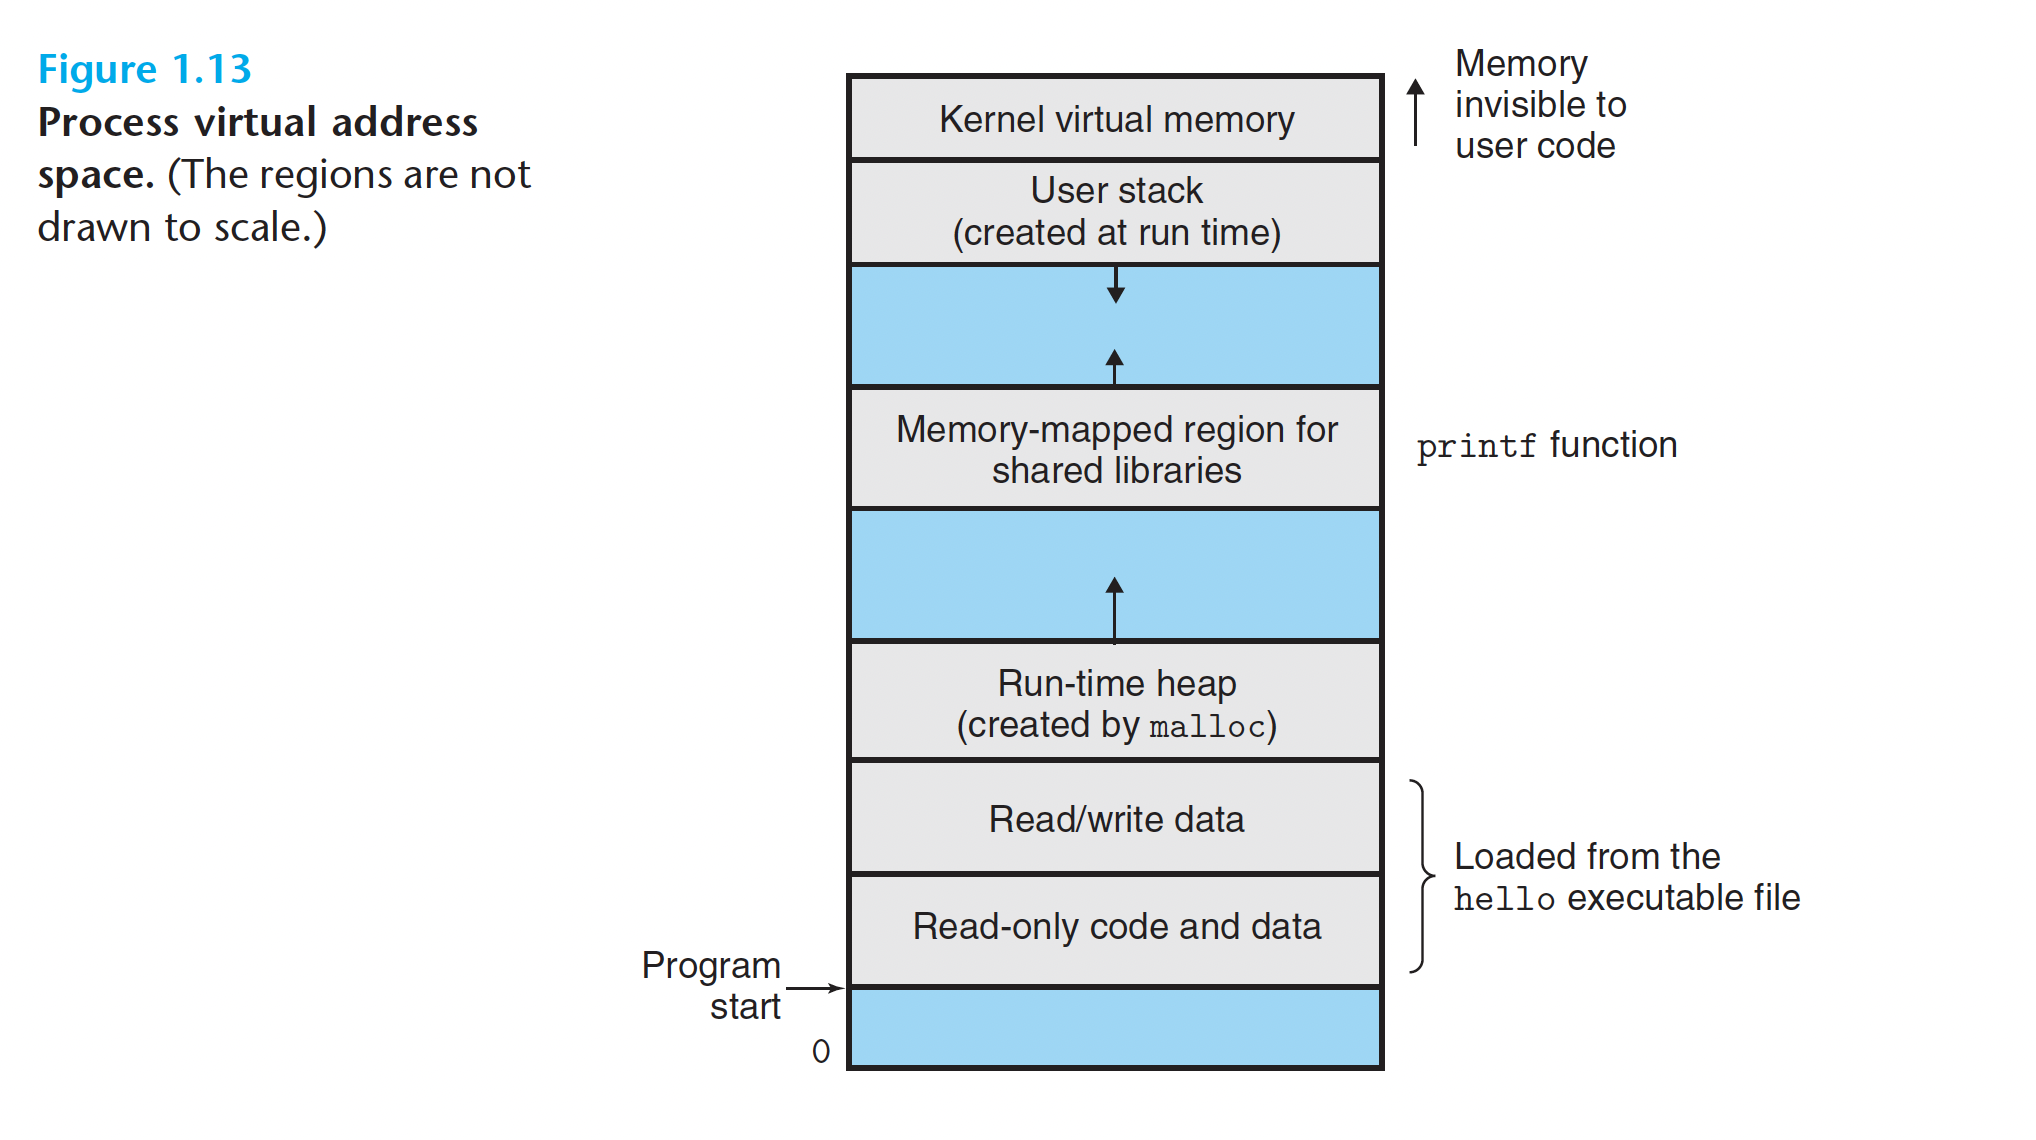 Figure 1.13
Process virtual address
space. (The regions are not
drawn to scale.)
Kernel virtual memory
Memory
invisible to
user code
User stack
(created at run time)
Memory-mapped region for
shared libraries
printf function
Run-time heap
(created by malloc)
Read/write data
Loaded from the
hello executable file
Read-only code and data
Program
start
0